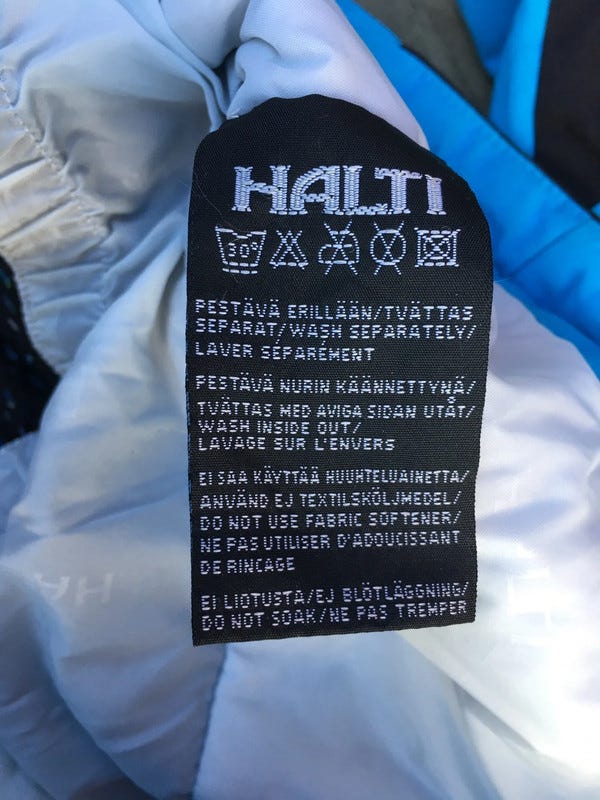 HALTI
30°
PESTÄVÄ ERILLÄÄN/TVÄTTAS
SEPARAT/WASH SEPARATELY/
LAVER SÉPARÉMENT
PESTÄVÄ NURIN KÄÄNNETTYNÄ/
TVÄTTAS MED AVIGA SIDAN UTÅT/
WASH INSIDE OUT/
LAVAGE SUR L'ENVERS
EI SAA KÄYTTÄÄ HUUHTELUAINETTA/
ANVÄND EJ TEXTILSKÖLJMEDEL/
DO NOT USE FABRIC SOFTENER/
NE PAS UTILISER D'ADOUCISSANT
DE RINCAGE
EI LIOTUSTA/EJ BLÖTLÄGGNING/
DO NOT SOAK/NE PAS TREMPER